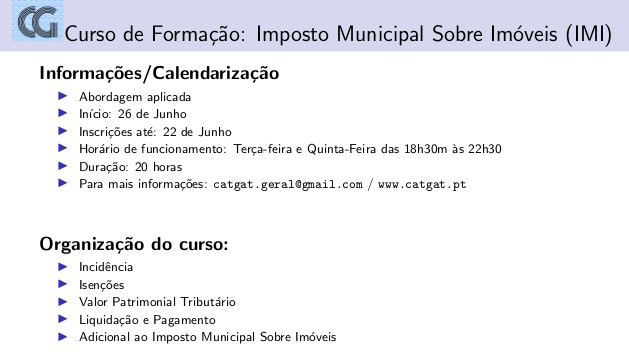 CG Curso de Formação: Imposto Municipal Sobre Imóveis (IMI)
Informações/Calendarização
Abordagem aplicada
Início: 26 de Junho
Inscrições até: 22 de Junho
Horário de funcionamento: Terça-feira e Quinta-Feira das 18h30m às 22h30
Duração: 20 horas
Para mais informações: catgat.geral@gmail.com / www.catgat.pt
Organização do curso:
Incidência
Isenções
Valor Patrimonial Tributário
Liquidação e Pagamento
Adicional ao Imposto Municipal Sobre Imóveis